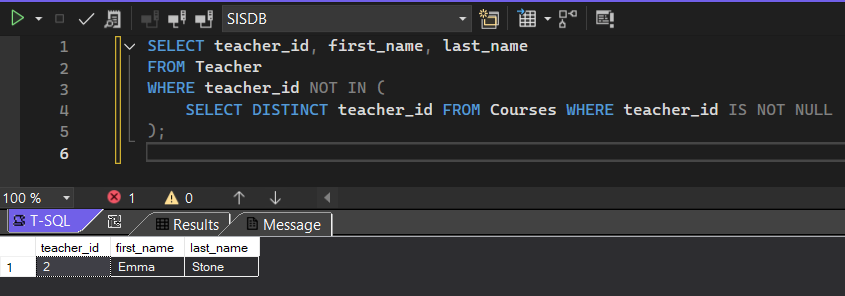 SISDB
1 SELECT teacher_id, first_name, last_name
2 FROM Teacher
3 WHERE teacher_id NOT IN (
4 SELECT DISTINCT teacher_id FROM Courses WHERE teacher_id IS NOT NULL
5 );
6
100 % 1 0
T-SQL Results Message
teacher_id first_name last_name
1 2 Emma Stone